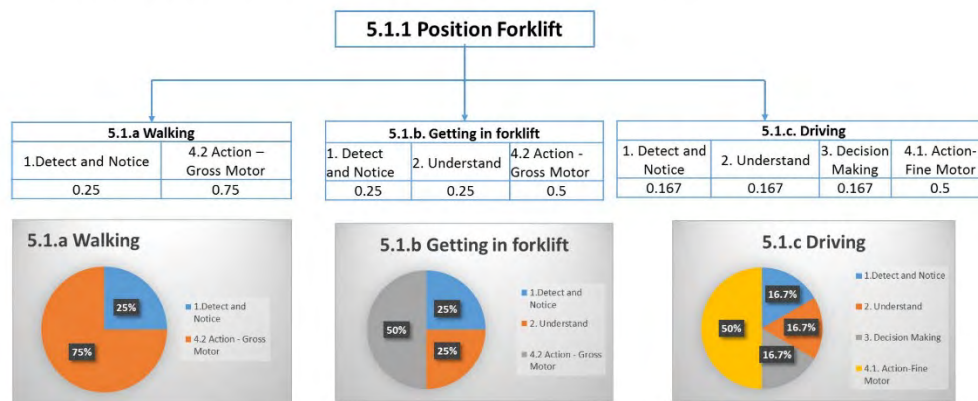 5.1.1 Position Forklift
5.1.a Walking
1.Detect and Notice
4.2 Action –
Gross Motor
0.25
0.75
5.1.b. Getting in forklift
1. Detect
and Notice
2. Understand
4.2 Action -
Gross Motor
0.25
0.25
0.5
5.1.c. Driving
1. Detect and
Notice
2. Understand
3. Decision
Making
4.1. Action-
Fine Motor
0.167
0.167
0.167
0.5
5.1.a Walking
25%
75%
1.Detect and
Notice
4.2 Action - Gross
Motor
5.1.b Getting in forklift
25%
50%
25%
1.Detect and
Notice
2. Understand
4.2 Action - Gross
Motor
5.1.c Driving
16.7%
50%
16.7%
16.7%
1.Detect and Notice
2. Understand
3. Decision Making
4.1. Action-Fine
Motor